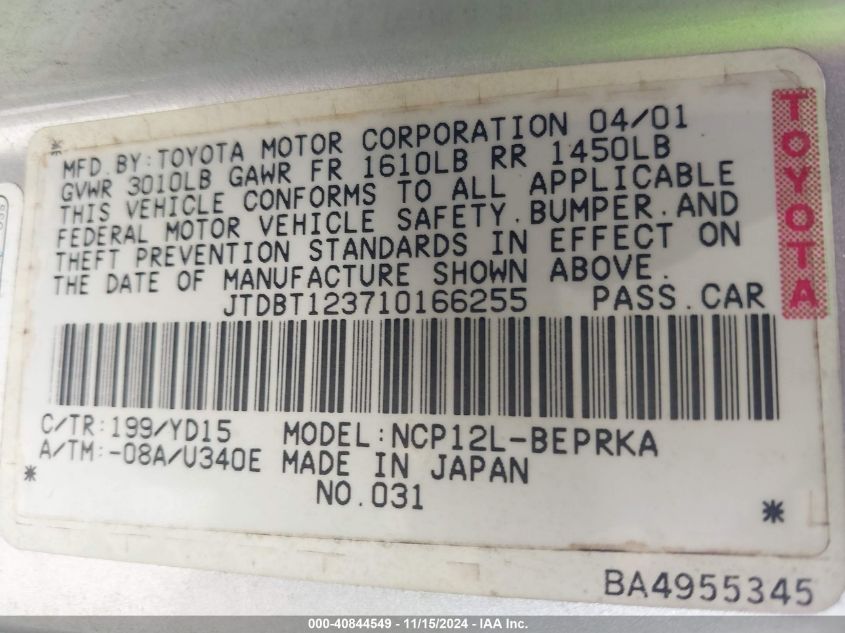 MFD. BY: TOYOTA MOTOR CORPORATION 04/01
GVWR 3010LB GAWR FR 1610LB RR 1450LB
THIS VEHICLE CONFORMS TO ALL APPLICABLE
FEDERAL MOTOR VEHICLE SAFETY. BUMPER. AND
THEFT PREVENTION STANDARDS IN EFFECT ON
THE DATE OF MANUFACTURE SHOWN ABOVE.
JTDBT123710166255 PASS. CAR
TOYOTA
C/TR: 199/YD15 MODEL: NCP12L-BEPRKA
A/TM: -08A/U340E MADE IN JAPAN
NO. 031
BA4955345
000-40844549 - 11/15/2024 - IAA Inc.